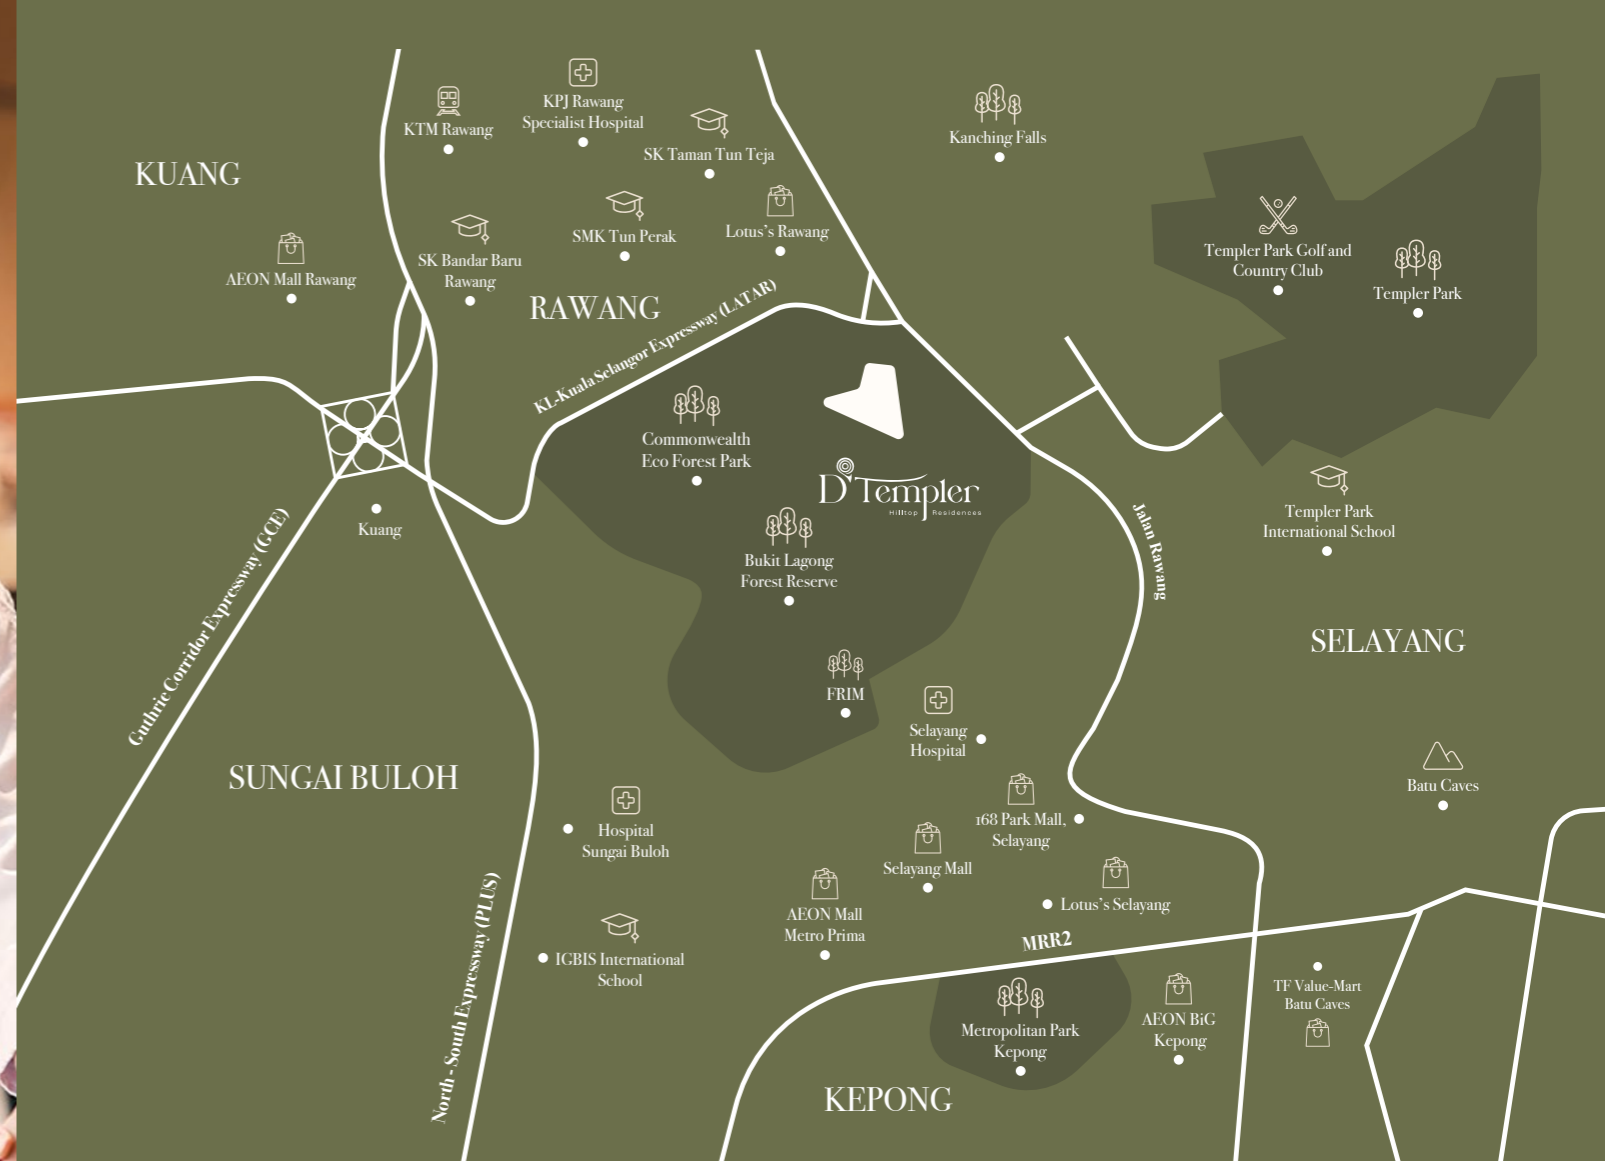 KPJ Rawang
Specialist Hospital
KTM Rawang
Kanching Falls
SK Taman Tun Teja
KUANG
Lotus's Rawang
SMK Tun Perak
SK Bandar Baru
Rawang
AEON Mall Rawang
Templer Park Golf and
Country Club
Templer Park
RAWANG
KL-Kuala Selangor Expressway (LATAR)
Commonwealth
Eco Forest Park
D'Templer
Hilltop Residences
Kuang
Templer Park
International School
Jalan Rawang
Bukit Lagong
Forest Reserve
Guthrie Corridor Expressway (GCE)
SELAYANG
FRIM
Selayang
Hospital
SUNGAI BULOH
Batu Caves
168 Park Mall,
Selayang
Hospital
Sungai Buloh
Selayang Mall
Lotus's Selayang
AEON Mall
Metro Prima
MRR2
IGBIS International
School
North - South Expressway (PLUS)
TF Value-Mart
Batu Caves
Metropolitan Park
Kepong
AEON BiG
Kepong
KEPONG